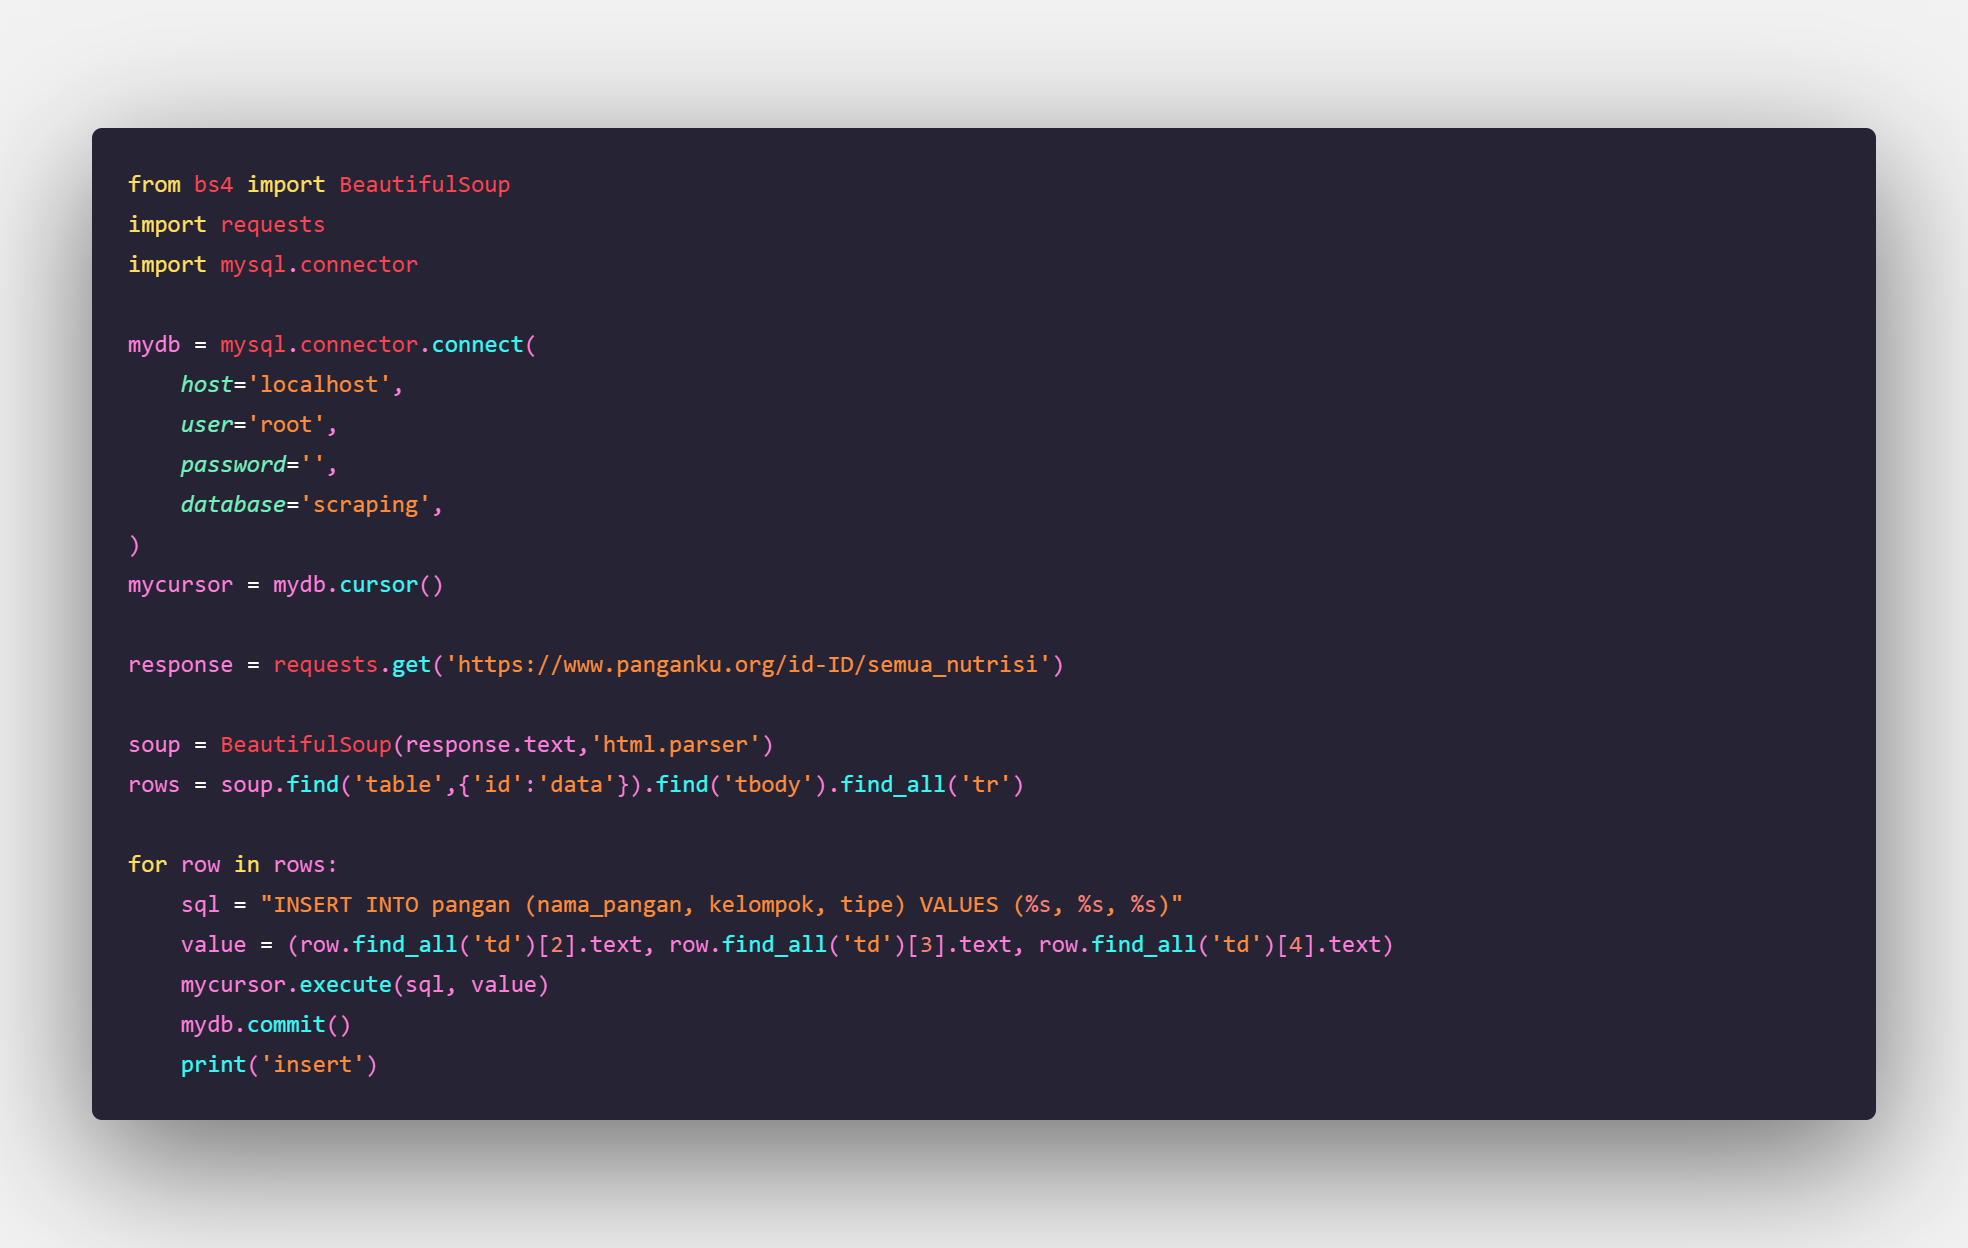 from bs4 import BeautifulSoup
import requests
import mysql.connector

mydb = mysql.connector.connect(
    host='localhost',
    user='root',
    password='',
    database='scraping',
)
mycursor = mydb.cursor()

response = requests.get('https://www.panganku.org/id-ID/semua_nutrisi')

soup = BeautifulSoup(response.text,'html.parser')
rows = soup.find('table',{'id':'data'}).find('tbody').find_all('tr')

for row in rows:
    sql = "INSERT INTO pangan (nama_pangan, kelompok, tipe) VALUES (%s, %s, %s)"
    value = (row.find_all('td')[2].text, row.find_all('td')[3].text, row.find_all('td')[4].text)
    mycursor.execute(sql, value)
    mydb.commit()
    print('insert')